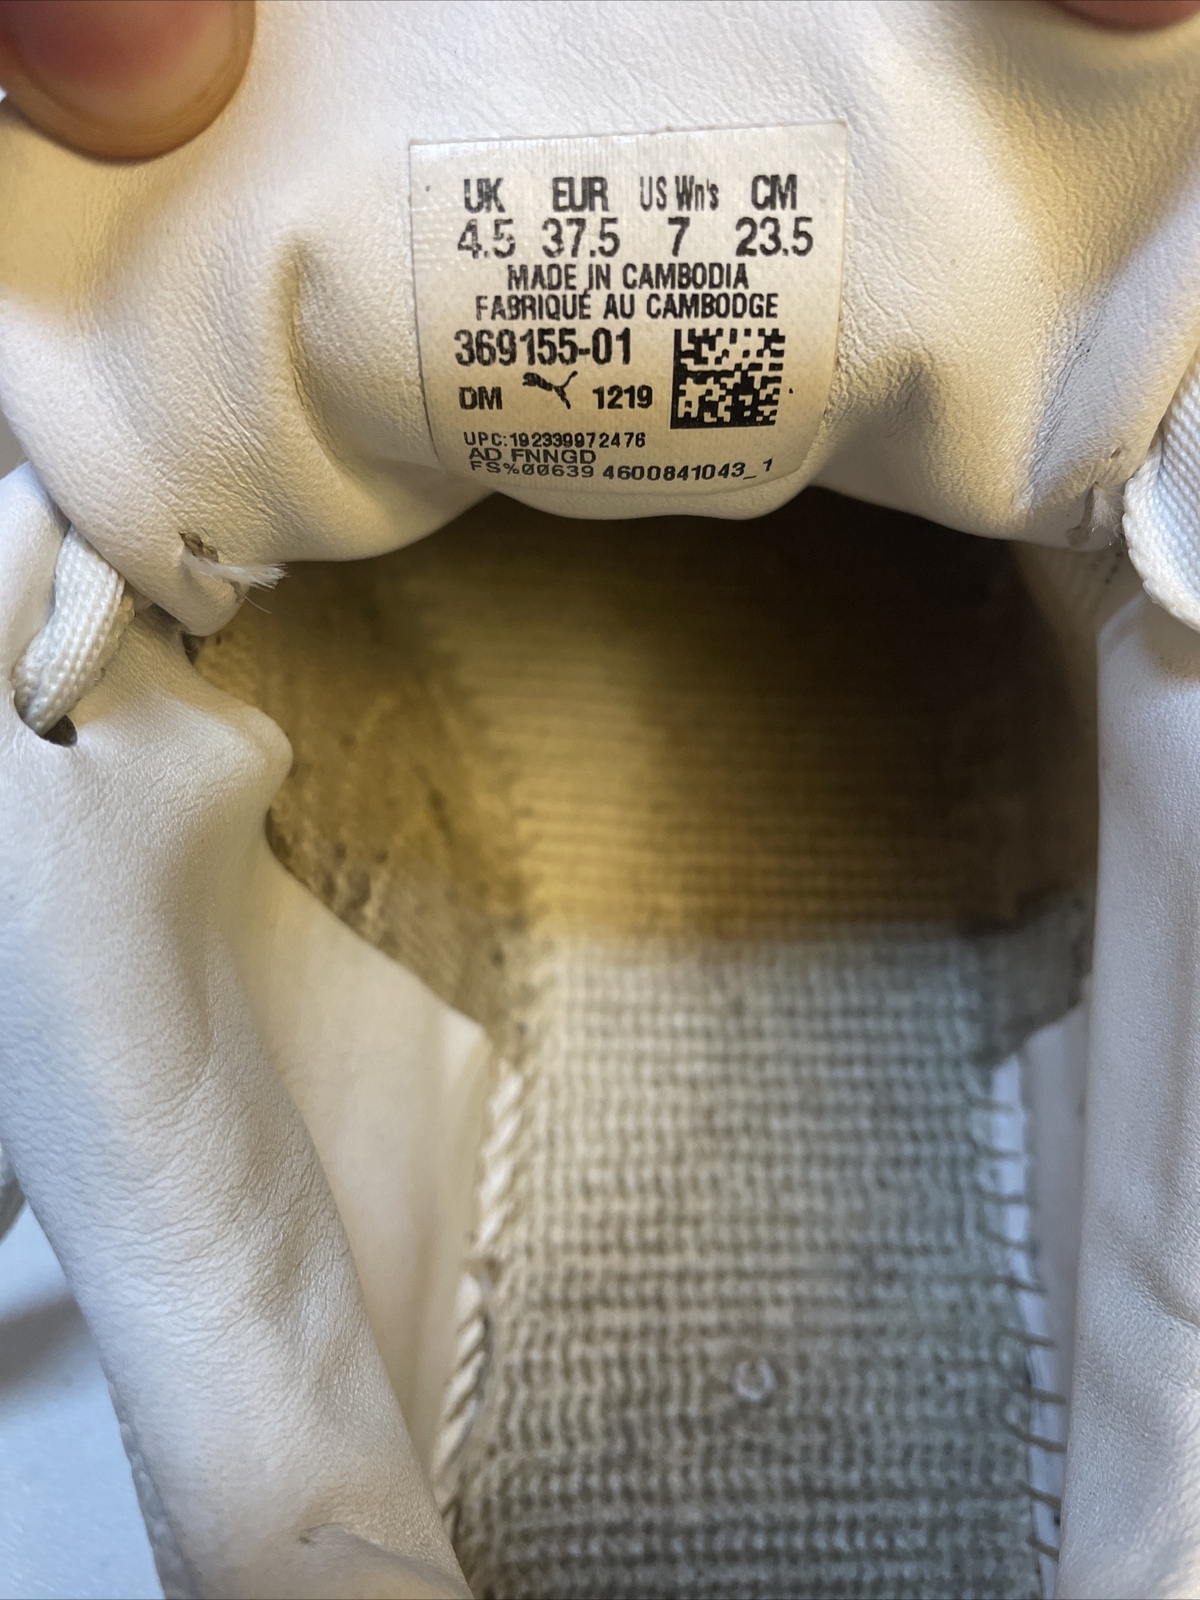 UK EUR US Wn's CM
4.5 37.5 7 23.5
MADE IN CAMBODIA
FABRIQUÉ AU CAMBODGE
369155-01
DM 1219
UPC:192339972476
AD FNNGD
FS%00639 4600841043_1